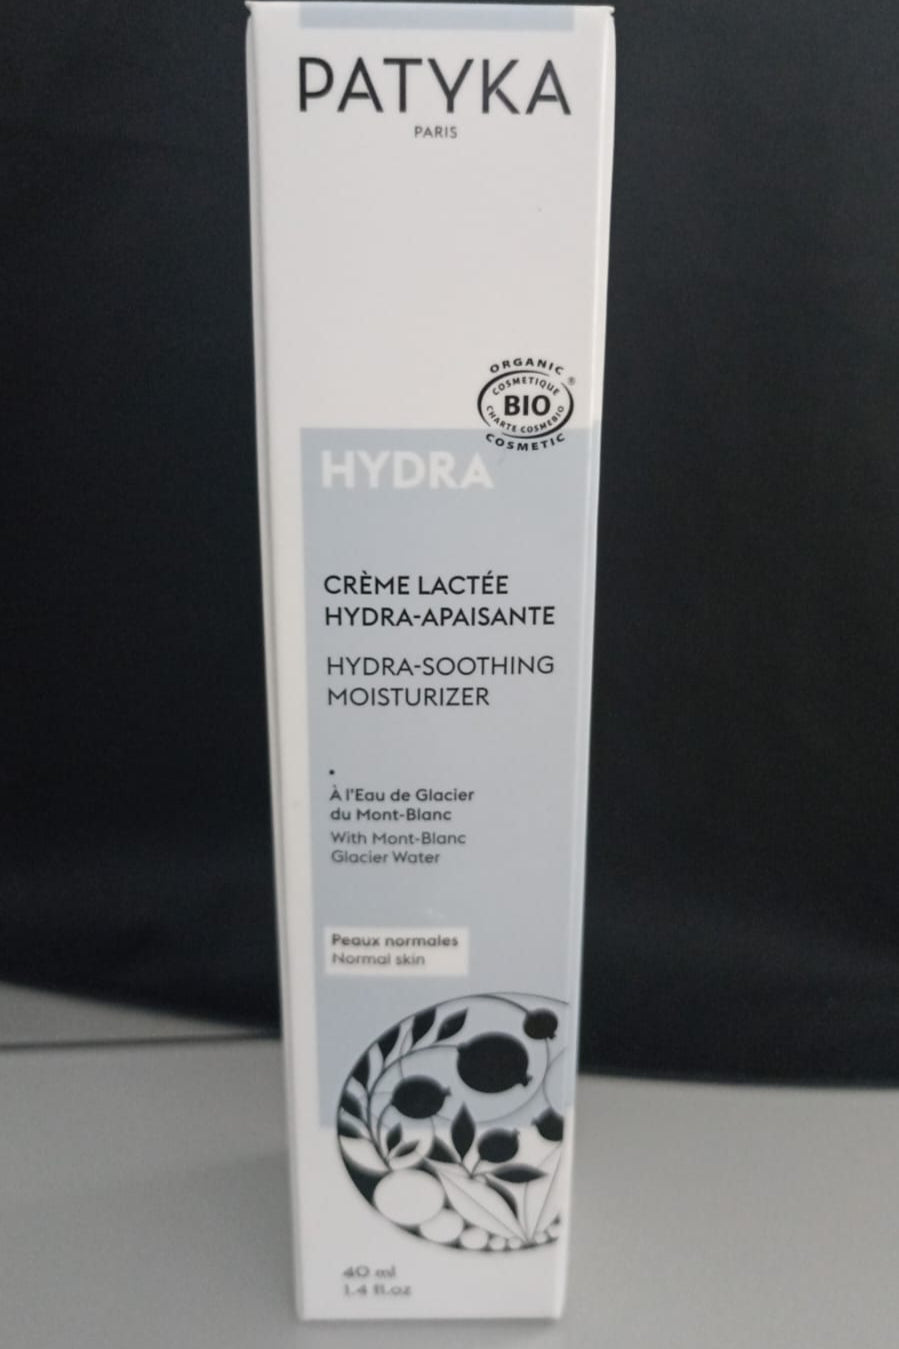 PATYKA
PARIS
ORGANIC
COSMETIQUE
BIO
CHARTE COSMEBIO
COSMETIC
®
HYDRA
CRÈME LACTÉE
HYDRA-APAISANTE
HYDRA-SOOTHING
MOISTURIZER
À l'Eau de Glacier
du Mont-Blanc
With Mont-Blanc
Glacier Water
Peaux normales
Normal skin
40 ml
1.4 fl.oz